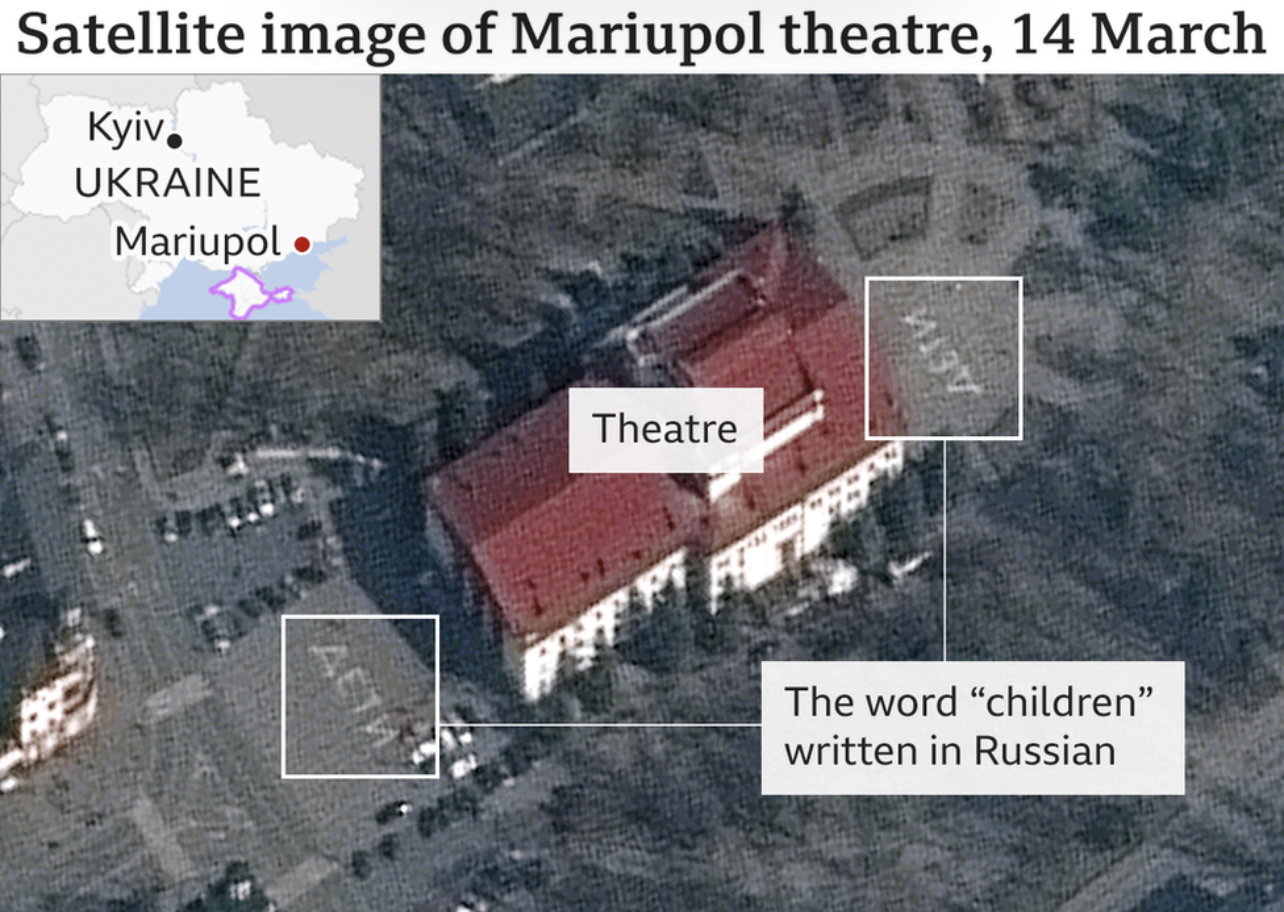 Satellite image of Mariupol theatre, 14 March
Kyiv
UKRAINE
Mariupol
ДЕТИ
Theatre
ДЕТИ
The word “children”
written in Russian